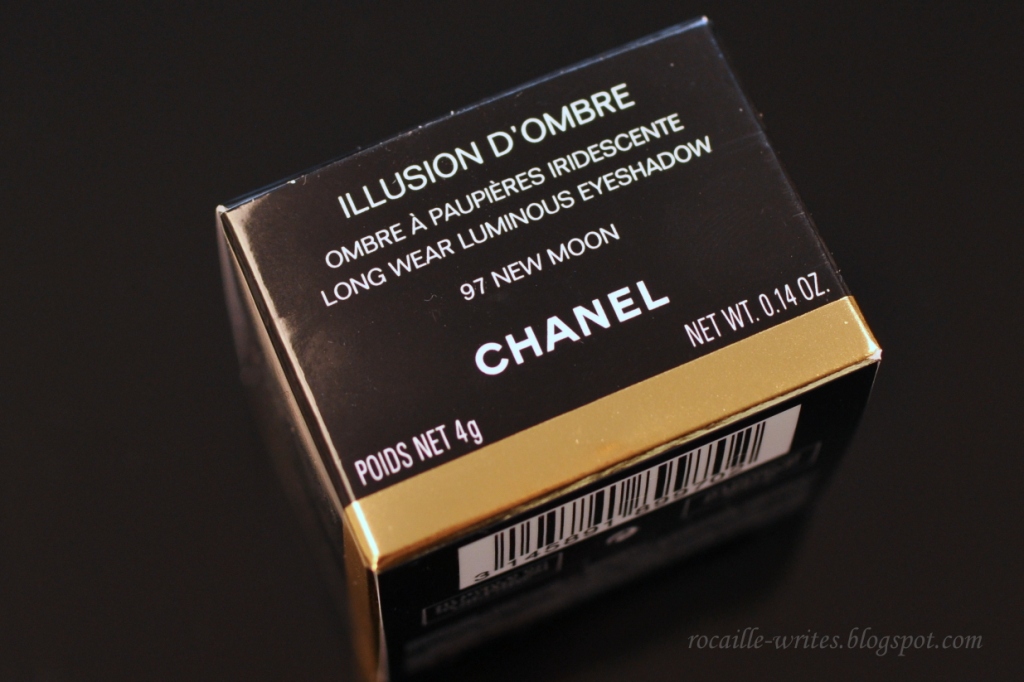 ILLUSION D'OMBRE
OMBRE À PAUPIÈRES IRIDESCENTE
LONG WEAR LUMINOUS EYESHADOW
97 NEW MOON
CHANEL
NET WT. 0.14 OZ.
POIDS NET 4g
rocaille-writes.blogspot.com